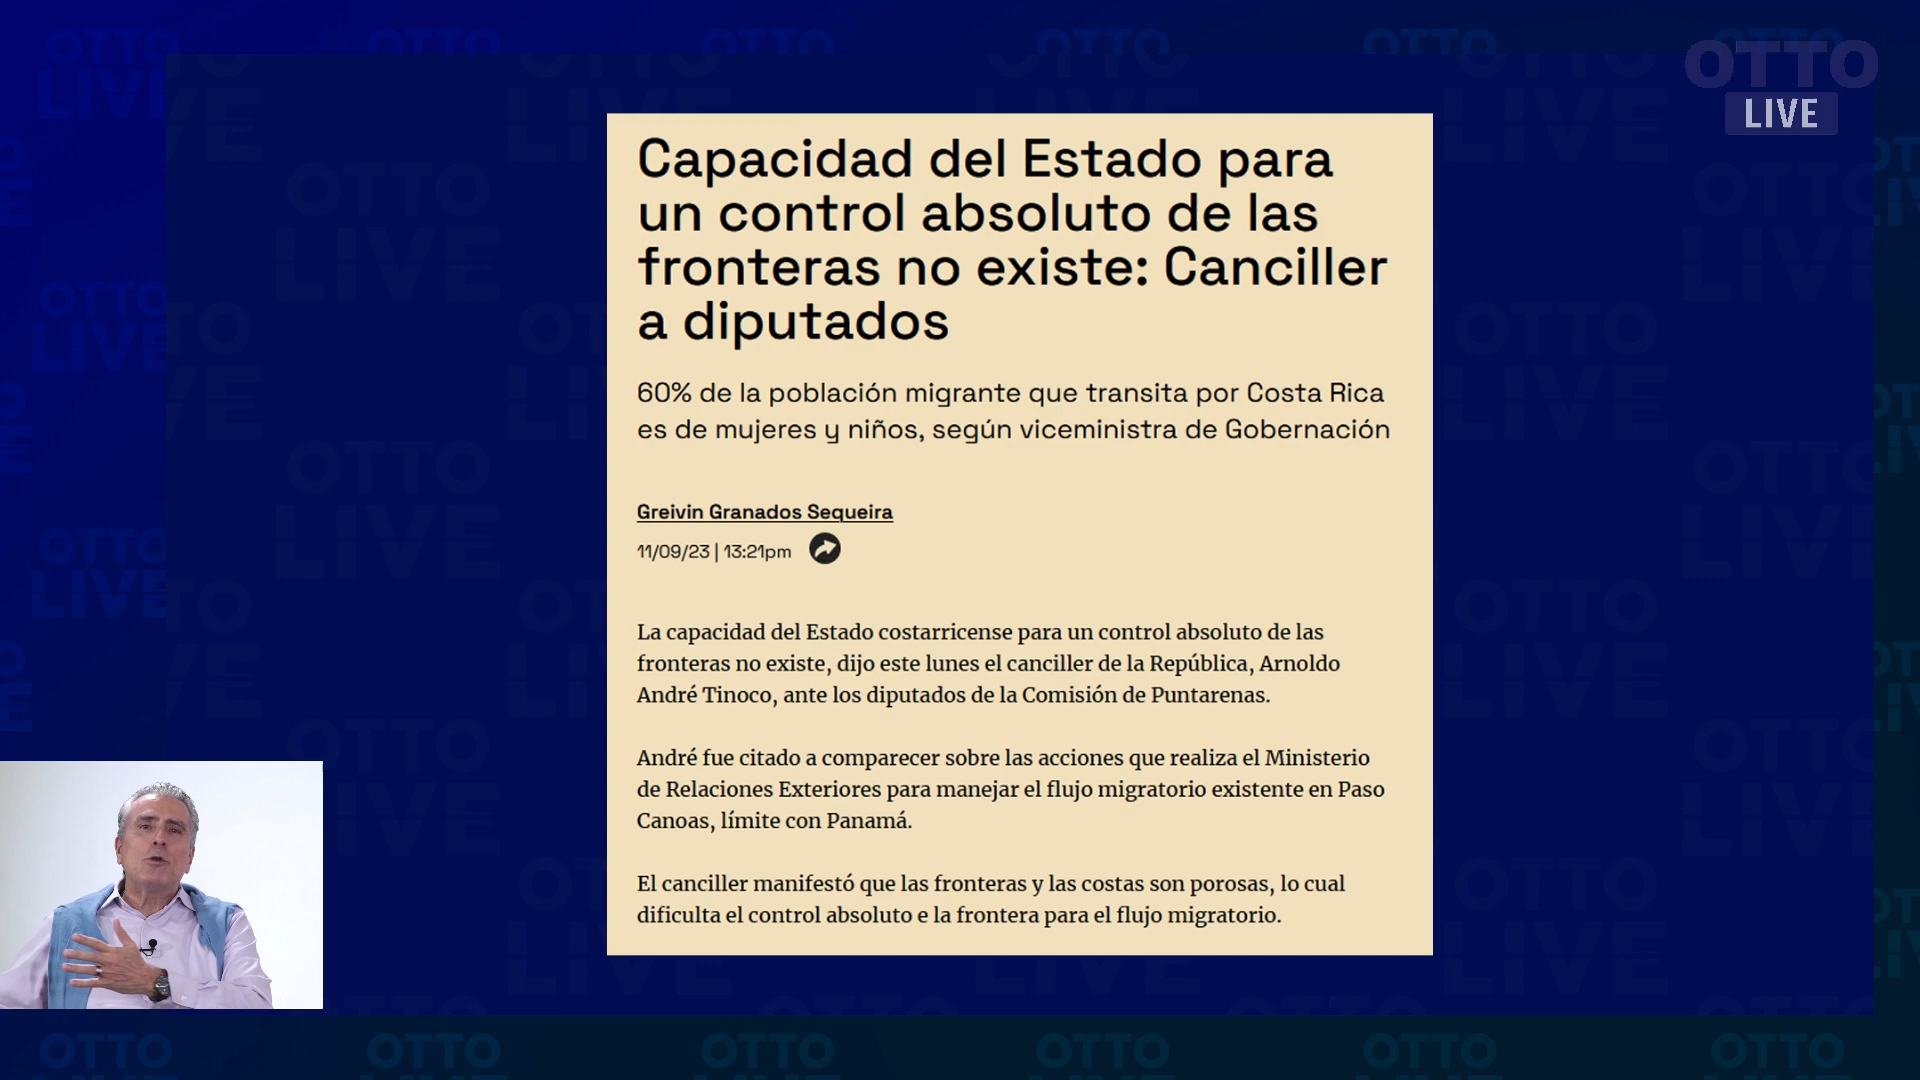 OTTO
LIVE
Capacidad del Estado para
un control absoluto de las
fronteras no existe: Canciller
a diputados
60% de la población migrante que transita por Costa Rica
es de mujeres y niños, según viceministra de Gobernación
Greivin Granados Sequeira
11/09/23 | 13:21pm
La capacidad del Estado costarricense para un control absoluto de las
fronteras no existe, dijo este lunes el canciller de la República, Arnoldo
André Tinoco, ante los diputados de la Comisión de Puntarenas.
André fue citado a comparecer sobre las acciones que realiza el Ministerio
de Relaciones Exteriores para manejar el flujo migratorio existente en Paso
Canoas, límite con Panamá.
El canciller manifestó que las fronteras y las costas son porosas, lo cual
dificulta el control absoluto e la frontera para el flujo migratorio.